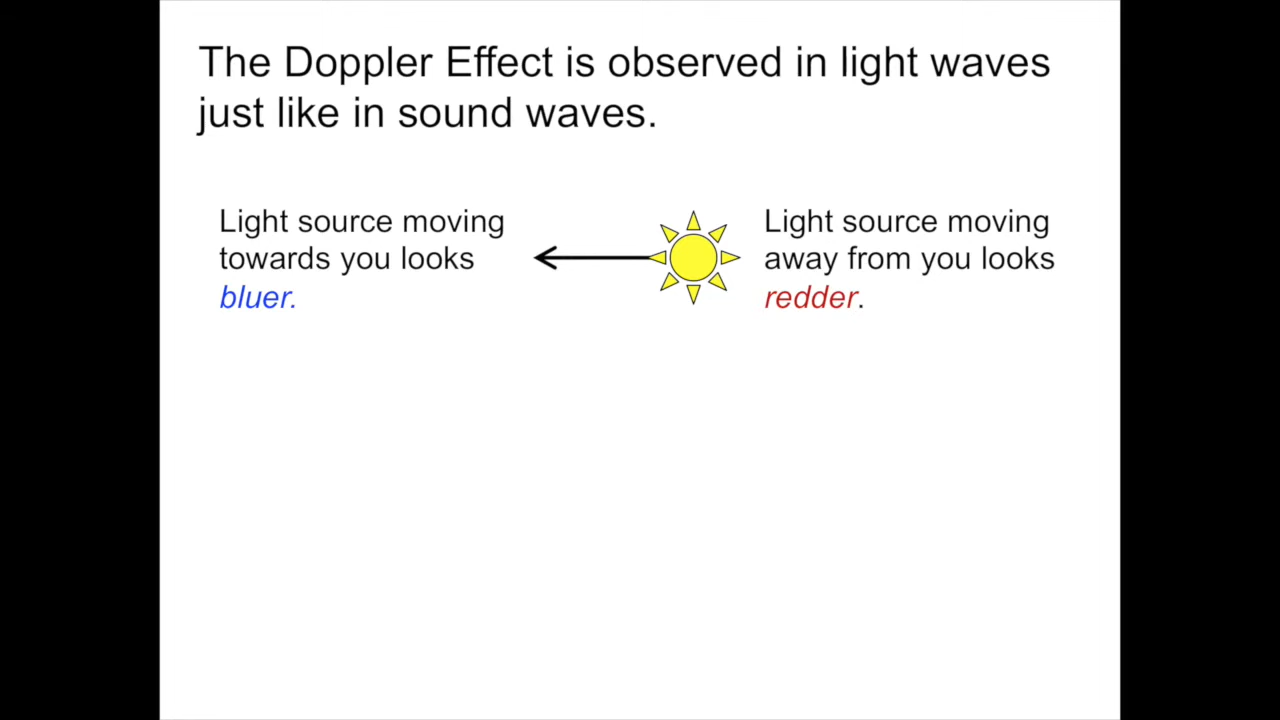 The Doppler Effect is observed in light waves
just like in sound waves.
Light source moving
towards you looks
bluer.
Light source moving
away from you looks
redder.